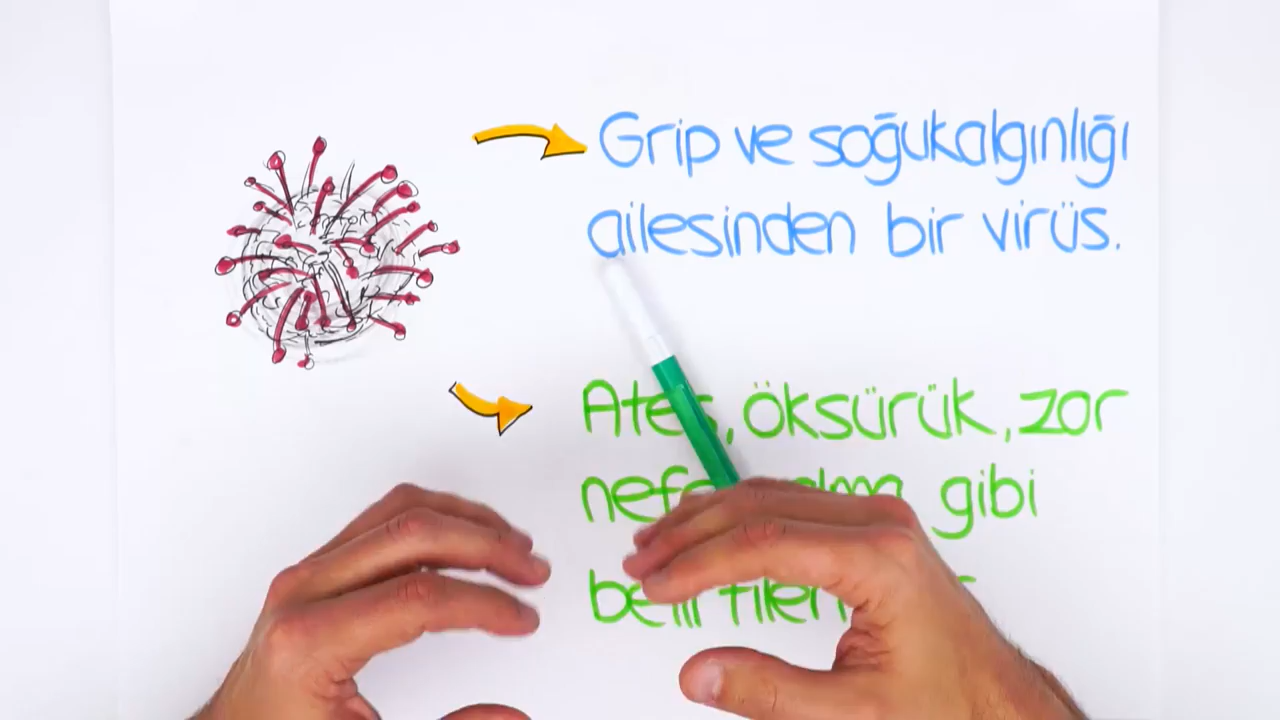 Grip ve soğukalgınlığı
ailesinden bir virüs.
Ateş, öksürük, zor
gibi